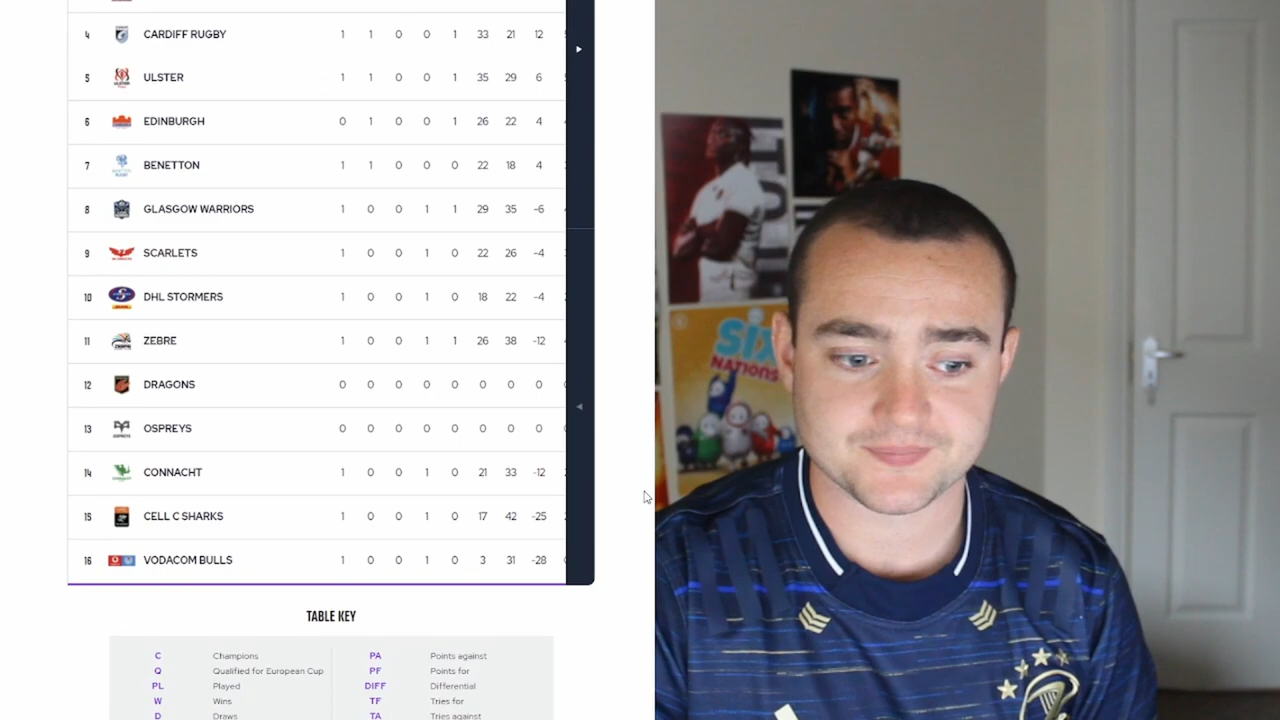 4 CARDIFF RUGBY 1 1 0 0 1 33 21 12
5 ULSTER 1 1 0 0 1 35 29 6
6 EDINBURGH 0 1 0 0 1 26 22 4
7 BENETTON 1 1 0 0 0 22 18 4
8 GLASGOW WARRIORS 1 0 0 1 1 29 35 -6
9 SCARLETS 1 0 0 1 0 22 26 -4
10 DHL STORMERS 1 0 0 1 0 18 22 -4
11 ZEBRE 1 0 0 1 1 26 38 -12
12 DRAGONS 0 0 0 0 0 0 0 0
13 OSPREYS 0 0 0 0 0 0 0 0
14 CONNACHT 1 0 0 1 0 21 33 -12
15 CELL C SHARKS 1 0 0 1 0 17 42 -25
16 VODACOM BULLS 1 0 0 1 0 3 31 -28
TABLE KEY
C Champions PA Points against
Q Qualified for European Cup PF Points for
PL Played DIFF Differential
W Wins TF Tries for
D Draws TA Tries against
SIX
NATIONS